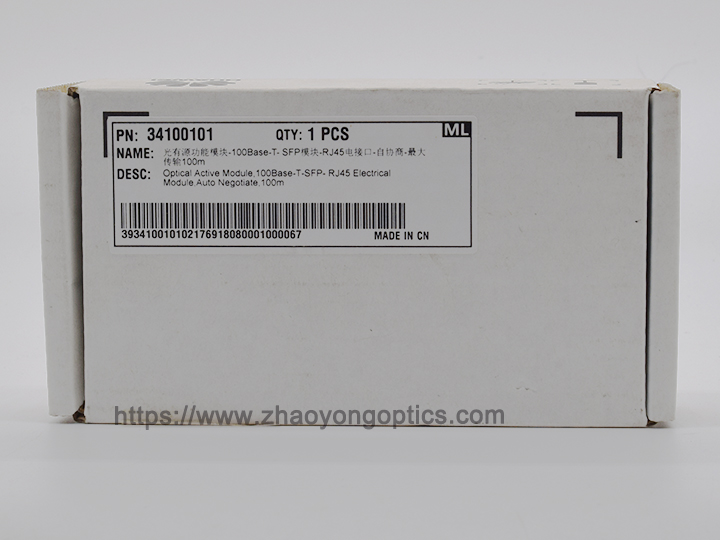 PN: 34100101 QTY: 1 PCS ML
NAME: 光有源功能模块-100Base-T- SFP模块-RJ45电接口-自协商-最大
传输100m
DESC: Optical Active Module,100Base-T-SFP- RJ45 Electrical
Module,Auto Negotiate,100m
39341001010217691808000100067
MADE IN CN
https://www.zhaoyongoptics.com